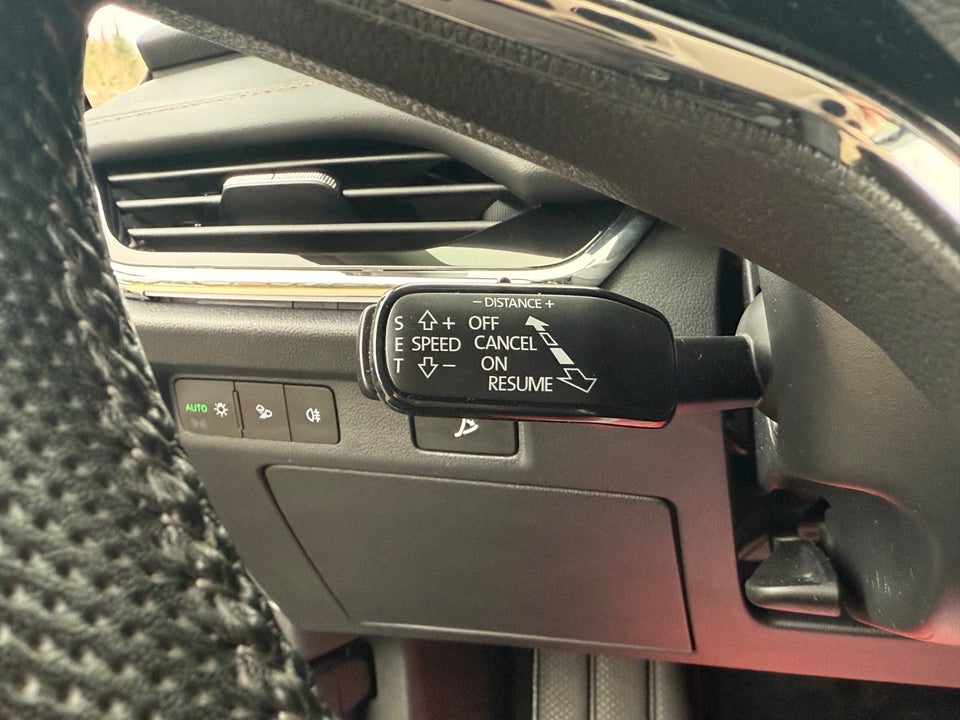 − DISTANCE +
S + OFF
E SPEED CANCEL
T − ON
RESUME
AUTO